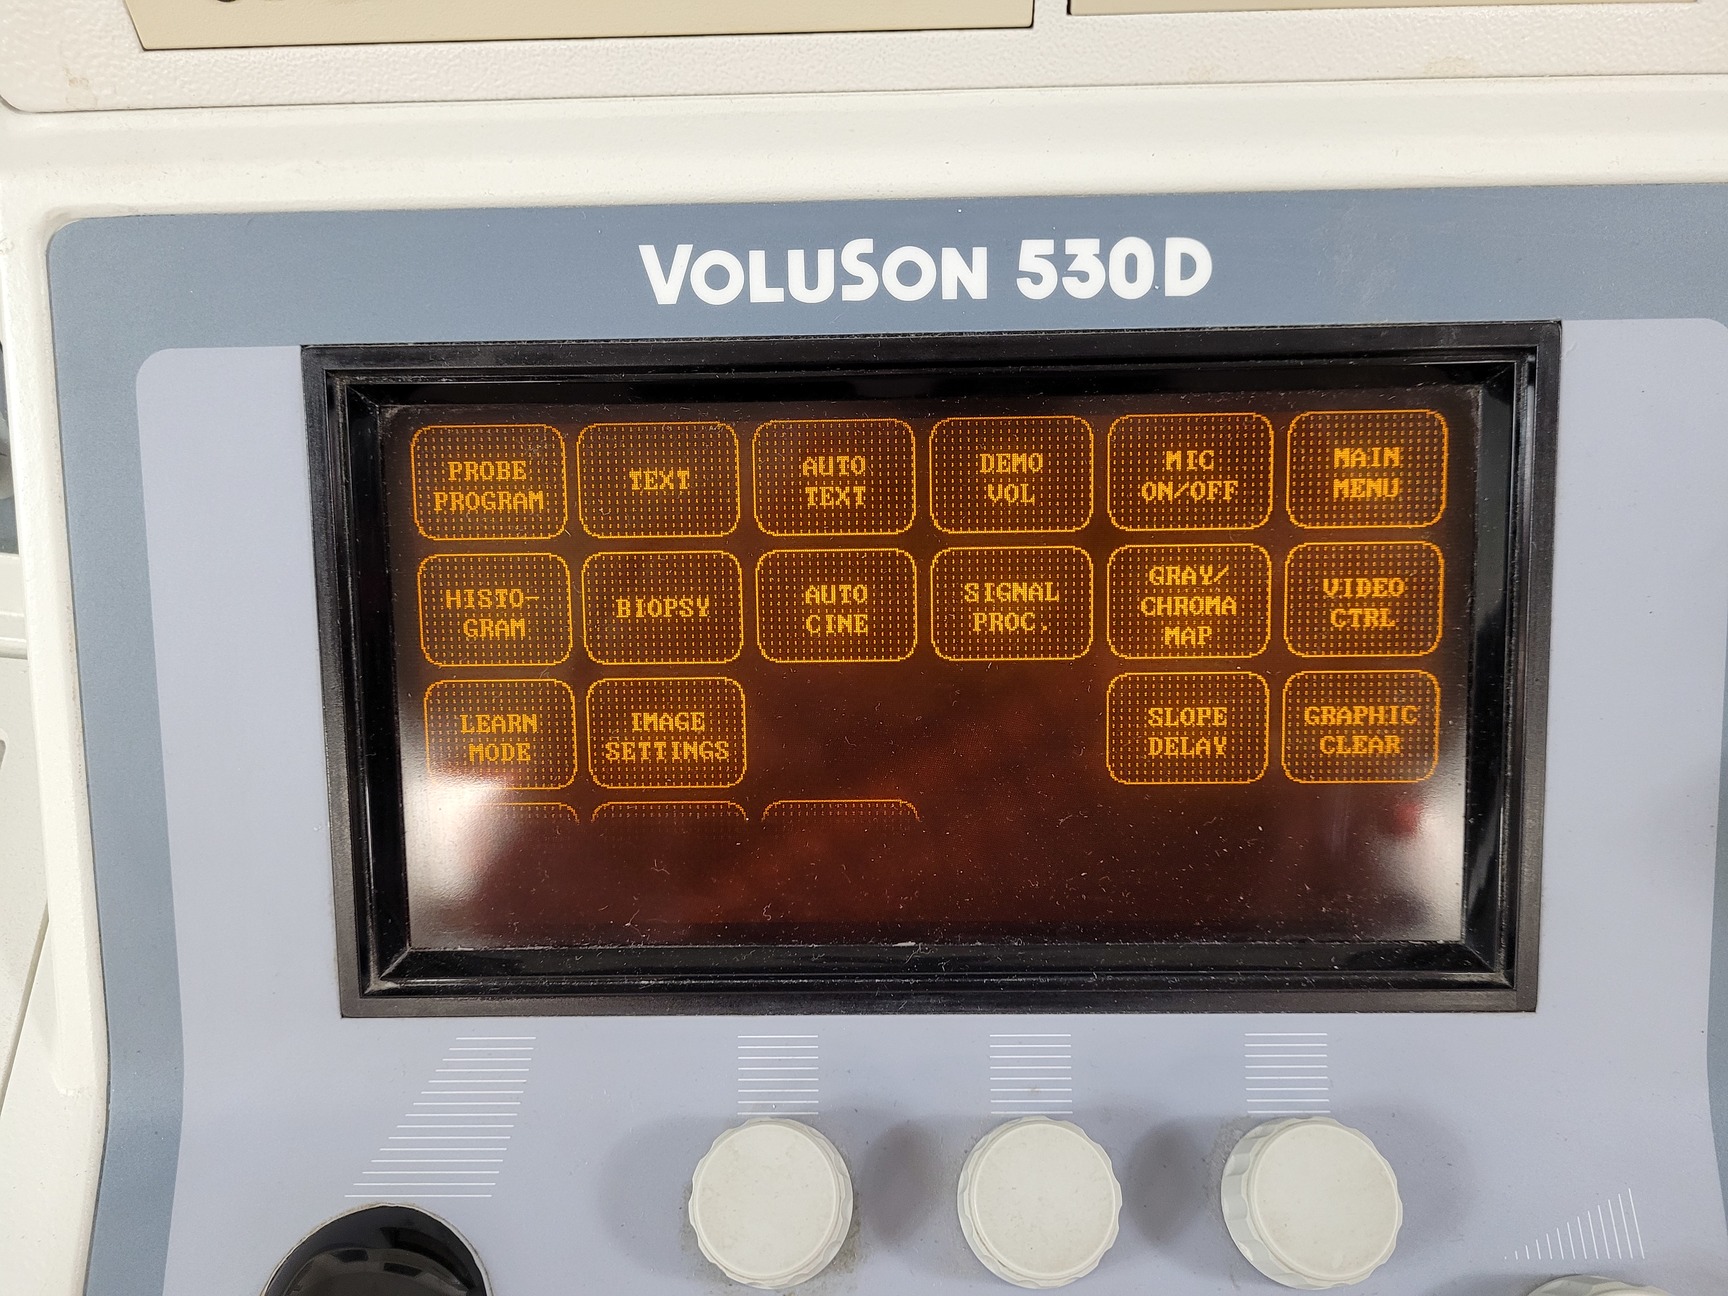 VOLUSON 530D
PROBE
PROGRAM
TEXT
AUTO
TEXT
DEMO
VOL
MIC
ON/OFF
MAIN
MENU
HISTO-
GRAM
BIOPSY
AUTO
CINE
SIGNAL
PROC.
GRAY/
CHROMA
MAP
VIDEO
CTRL
LEARN
MODE
IMAGE
SETTINGS
SLOPE
DELAY
GRAPHIC
CLEAR